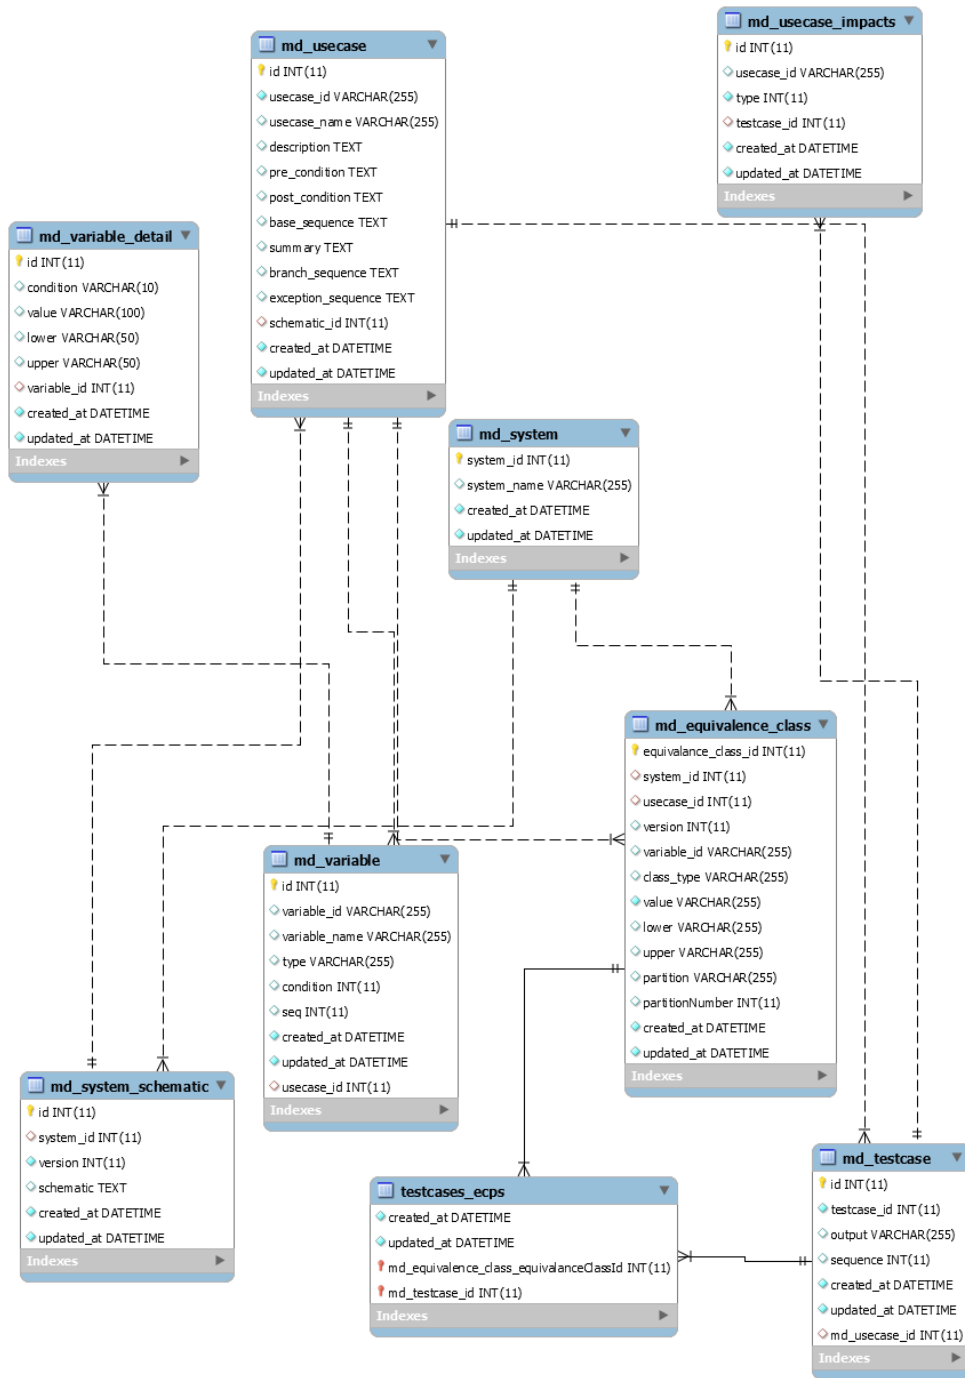 md_usecase_impacts
id INT(11)
usecase_id VARCHAR(255)
type INT(11)
testcase_id INT(11)
created_at DATETIME
updated_at DATETIME
Indexes
md_usecase
id INT(11)
usecase_id VARCHAR(255)
usecase_name VARCHAR(255)
description TEXT
pre_condition TEXT
post_condition TEXT
base_sequence TEXT
summary TEXT
branch_sequence TEXT
exception_sequence TEXT
schematic_id INT(11)
created_at DATETIME
updated_at DATETIME
Indexes
md_variable_detail
id INT(11)
condition VARCHAR(10)
value VARCHAR(100)
lower VARCHAR(50)
upper VARCHAR(50)
variable_id INT(11)
created_at DATETIME
updated_at DATETIME
Indexes
md_system
system_id INT(11)
system_name VARCHAR(255)
created_at DATETIME
updated_at DATETIME
Indexes
md_equivalence_class
equivalance_class_id INT(11)
system_id INT(11)
usecase_id INT(11)
version INT(11)
variable_id VARCHAR(255)
class_type VARCHAR(255)
value VARCHAR(255)
lower VARCHAR(255)
upper VARCHAR(255)
partition VARCHAR(255)
partitionNumber INT(11)
created_at DATETIME
updated_at DATETIME
Indexes
md_variable
id INT(11)
variable_id VARCHAR(255)
variable_name VARCHAR(255)
type VARCHAR(255)
condition INT(11)
seq INT(11)
created_at DATETIME
updated_at DATETIME
usecase_id INT(11)
Indexes
md_system_schematic
id INT(11)
system_id INT(11)
version INT(11)
schematic TEXT
created_at DATETIME
updated_at DATETIME
Indexes
testcases_ecps
created_at DATETIME
updated_at DATETIME
md_equivalence_class_equivalanceClassId INT(11)
md_testcase_id INT(11)
Indexes
md_testcase
id INT(11)
testcase_id INT(11)
output VARCHAR(255)
sequence INT(11)
created_at DATETIME
updated_at DATETIME
md_usecase_id INT(11)
Indexes